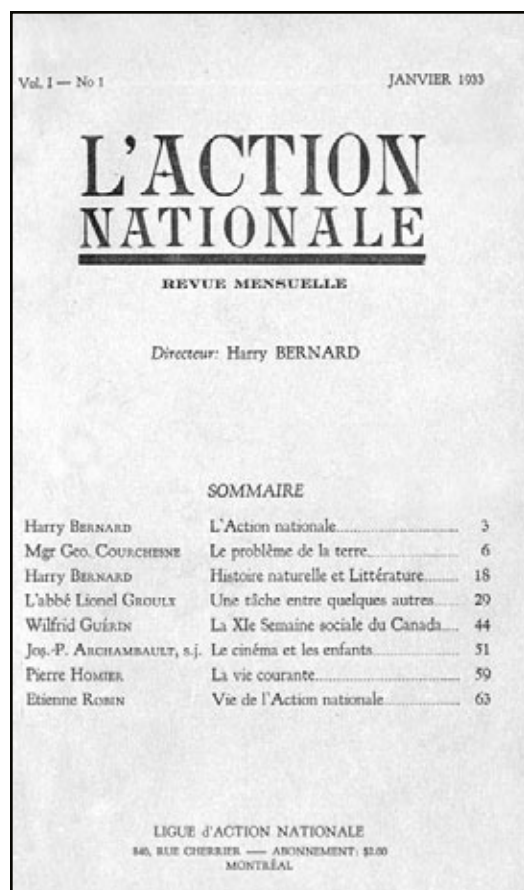 Vol. I — No 1 JANVIER 1933
L'ACTION
NATIONALE
REVUE MENSUELLE
Directeur: Harry BERNARD
SOMMAIRE
Harry BERNARD L'Action nationale 3
Mgr Geo. COURCHESNE Le problème de la terre 6
Harry BERNARD Histoire naturelle et Littérature 18
L'abbé Lionel GROULX Une tâche entre quelques autres 29
Wilfrid GUÉRIN La XIe Semaine sociale du Canada 44
Jos.-P. ARCHAMBAULT, s.j. Le cinéma et les enfants 51
Pierre HOMIER La vie courante 59
Etienne ROBIN Vie de l'Action nationale 63
LIGUE d'ACTION NATIONALE
840, RUE CHERRIER — ABONNEMENT: $2.00
MONTRÉAL